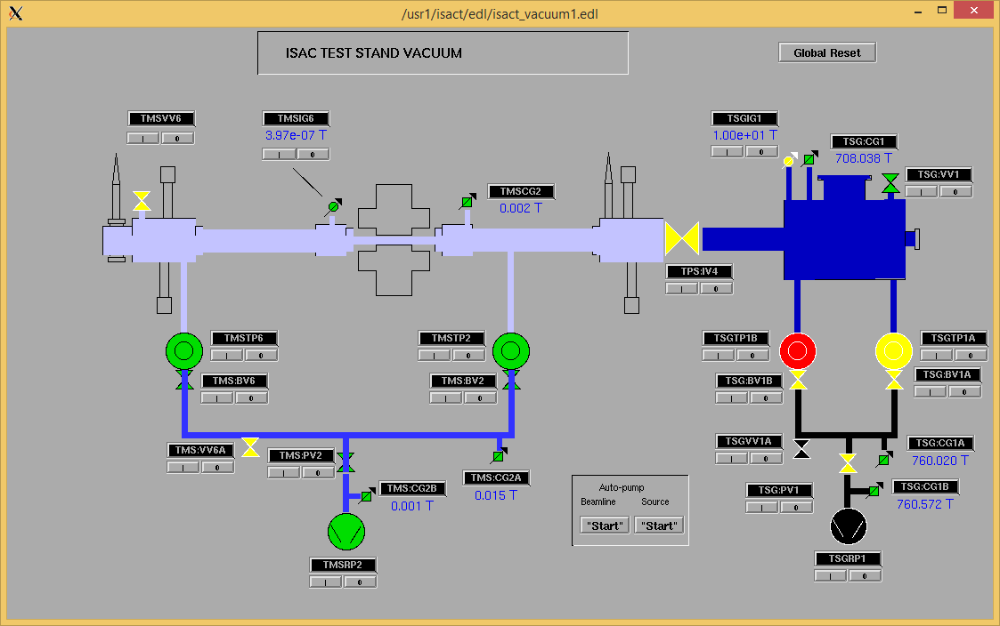 /usr1/isact/edl/isact_vacuum1.edl
ISAC TEST STAND VACUUM
Global Reset
TMSVV6
I 0
TMSIG6
3.97e-07 T
I 0
TSGIG1
1.00e+01 T
I 0
TSG:CG1
708.038 T
TSG:VV1
I 0
TMSCG2
0.002 T
TPS:IV4
I 0
TMSTP6
I 0
TMSTP2
I 0
TSGTP1B
I 0
TSGTP1A
I 0
TMS:BV6
I 0
TMS:BV2
I 0
TSG:BV1B
I 0
TSG:BV1A
I 0
TMS:VV6A
I 0
TMS:PV2
I 0
TSGVV1A
I 0
TSG:CG1A
760.020 T
TMS:CG2A
0.015 T
TMS:CG2B
0.001 T
Auto-pump
Beamline Source
"Start" "Start"
TSG:PV1
I 0
TSG:CG1B
760.572 T
TMSRP2
I 0
TSGRP1
I 0